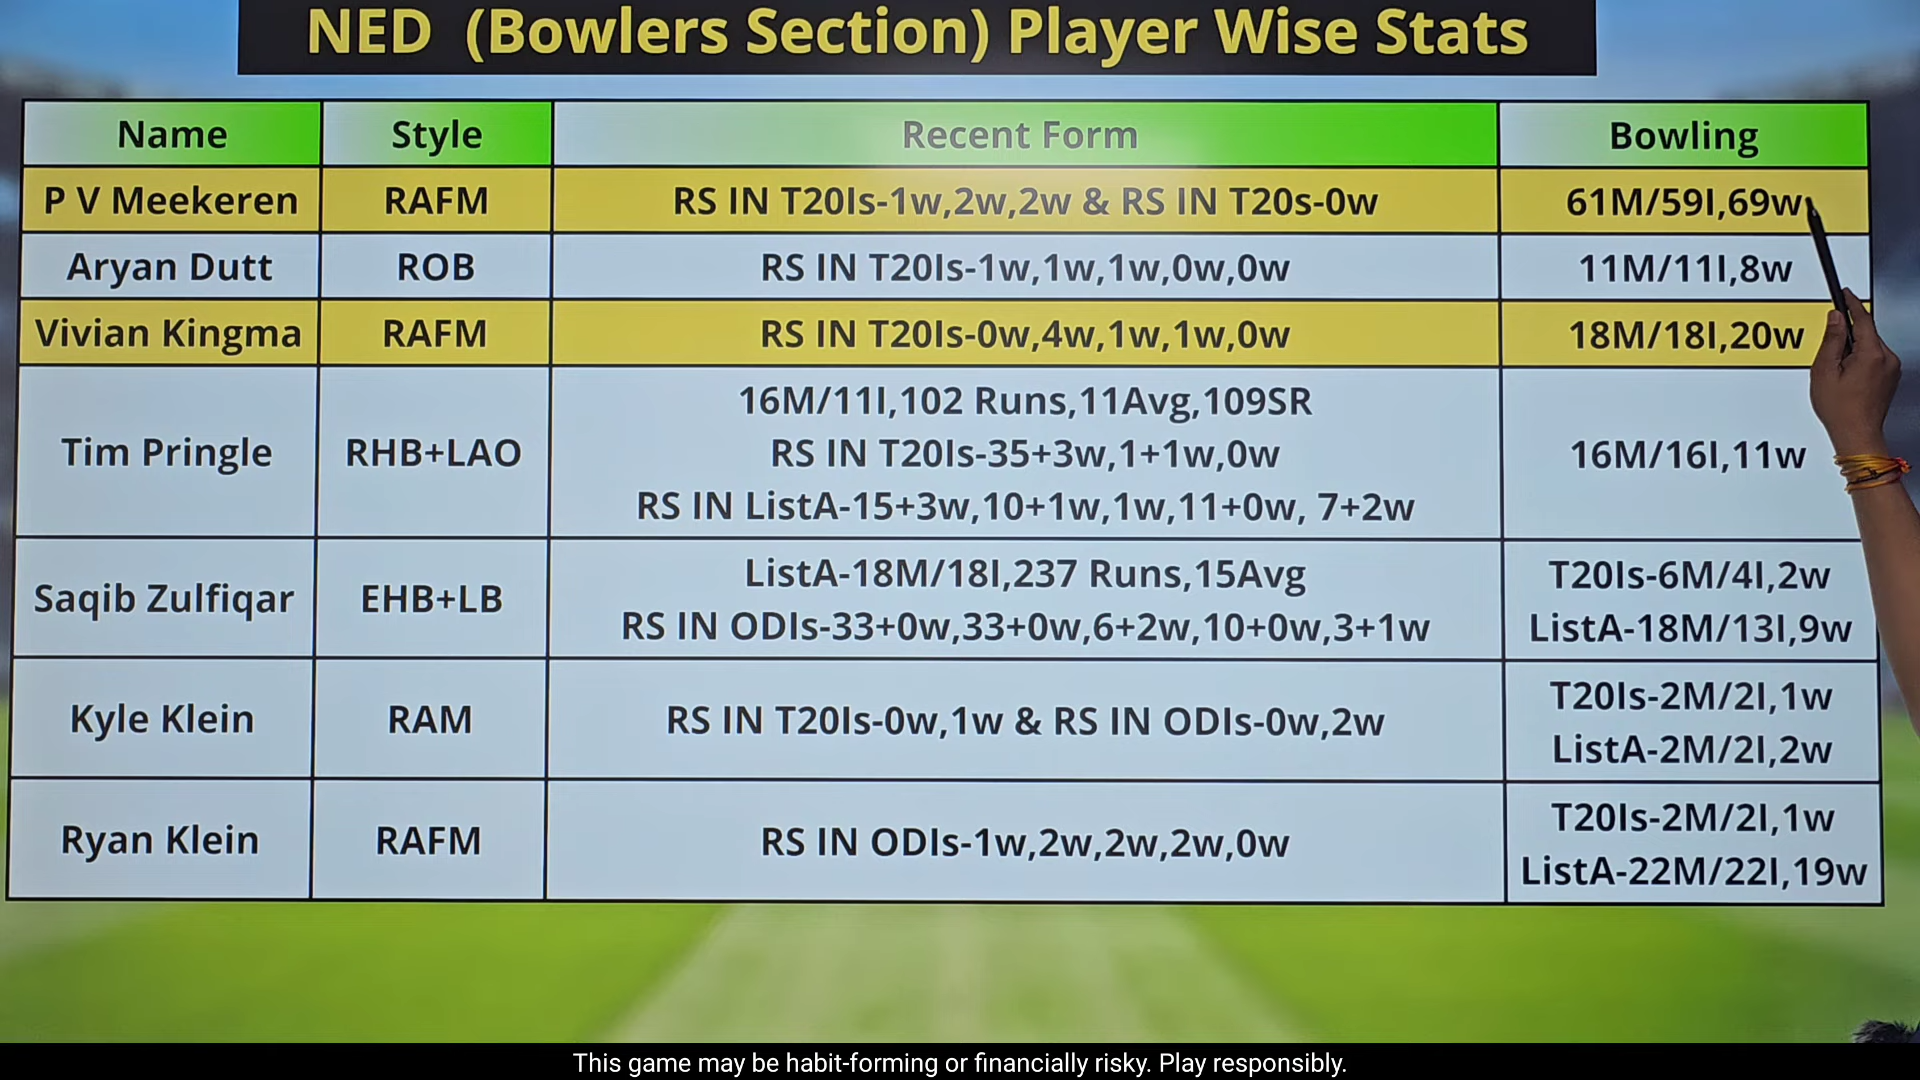 NED (Bowlers Section) Player Wise Stats
Name Style Recent Form Bowling
P V Meekeren RAFM RS IN T20Is-1w,2w,2w & RS IN T20s-0w 61M/59I,69w
Aryan Dutt ROB RS IN T20Is-1w,1w,1w,0w,0w 11M/11I,8w
Vivian Kingma RAFM RS IN T20Is-0w,4w,1w,1w,0w 18M/18I,20w
16M/11I,102 Runs,11Avg,109SR
Tim Pringle RHB+LAO RS IN T20Is-35+3w,1+1w,0w 16M/16I,11w
RS IN ListA-15+3w,10+1w,1w,11+0w, 7+2w
ListA-18M/18I,237 Runs,15Avg T20Is-6M/4I,2w
Saqib Zulfiqar EHB+LB
RS IN ODIs-33+0w,33+0w,6+2w,10+0w,3+1w ListA-18M/13I,9w
T20Is-2M/2I,1w
Kyle Klein RAM RS IN T20Is-0w,1w & RS IN ODIs-0w,2w
ListA-2M/2I,2w
T20Is-2M/2I,1w
Ryan Klein RAFM RS IN ODIs-1w,2w,2w,2w,0w
ListA-22M/22I,19w
This game may be habit-forming or financially risky. Play responsibly.